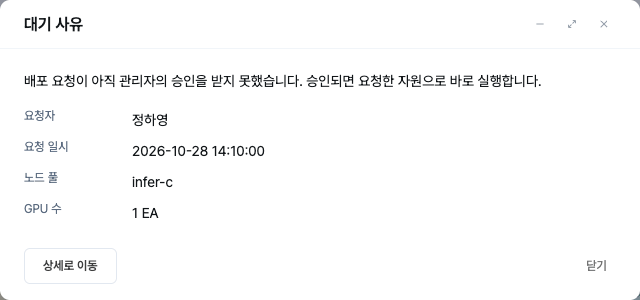 대기 사유
배포 요청이 아직 관리자의 승인을 받지 못했습니다. 승인되면 요청한 자원으로 바로 실행합니다.
요청자 정하영
요청 일시 2026-10-28 14:10:00
노드 풀 infer-c
GPU 수 1 EA
상세로 이동 닫기